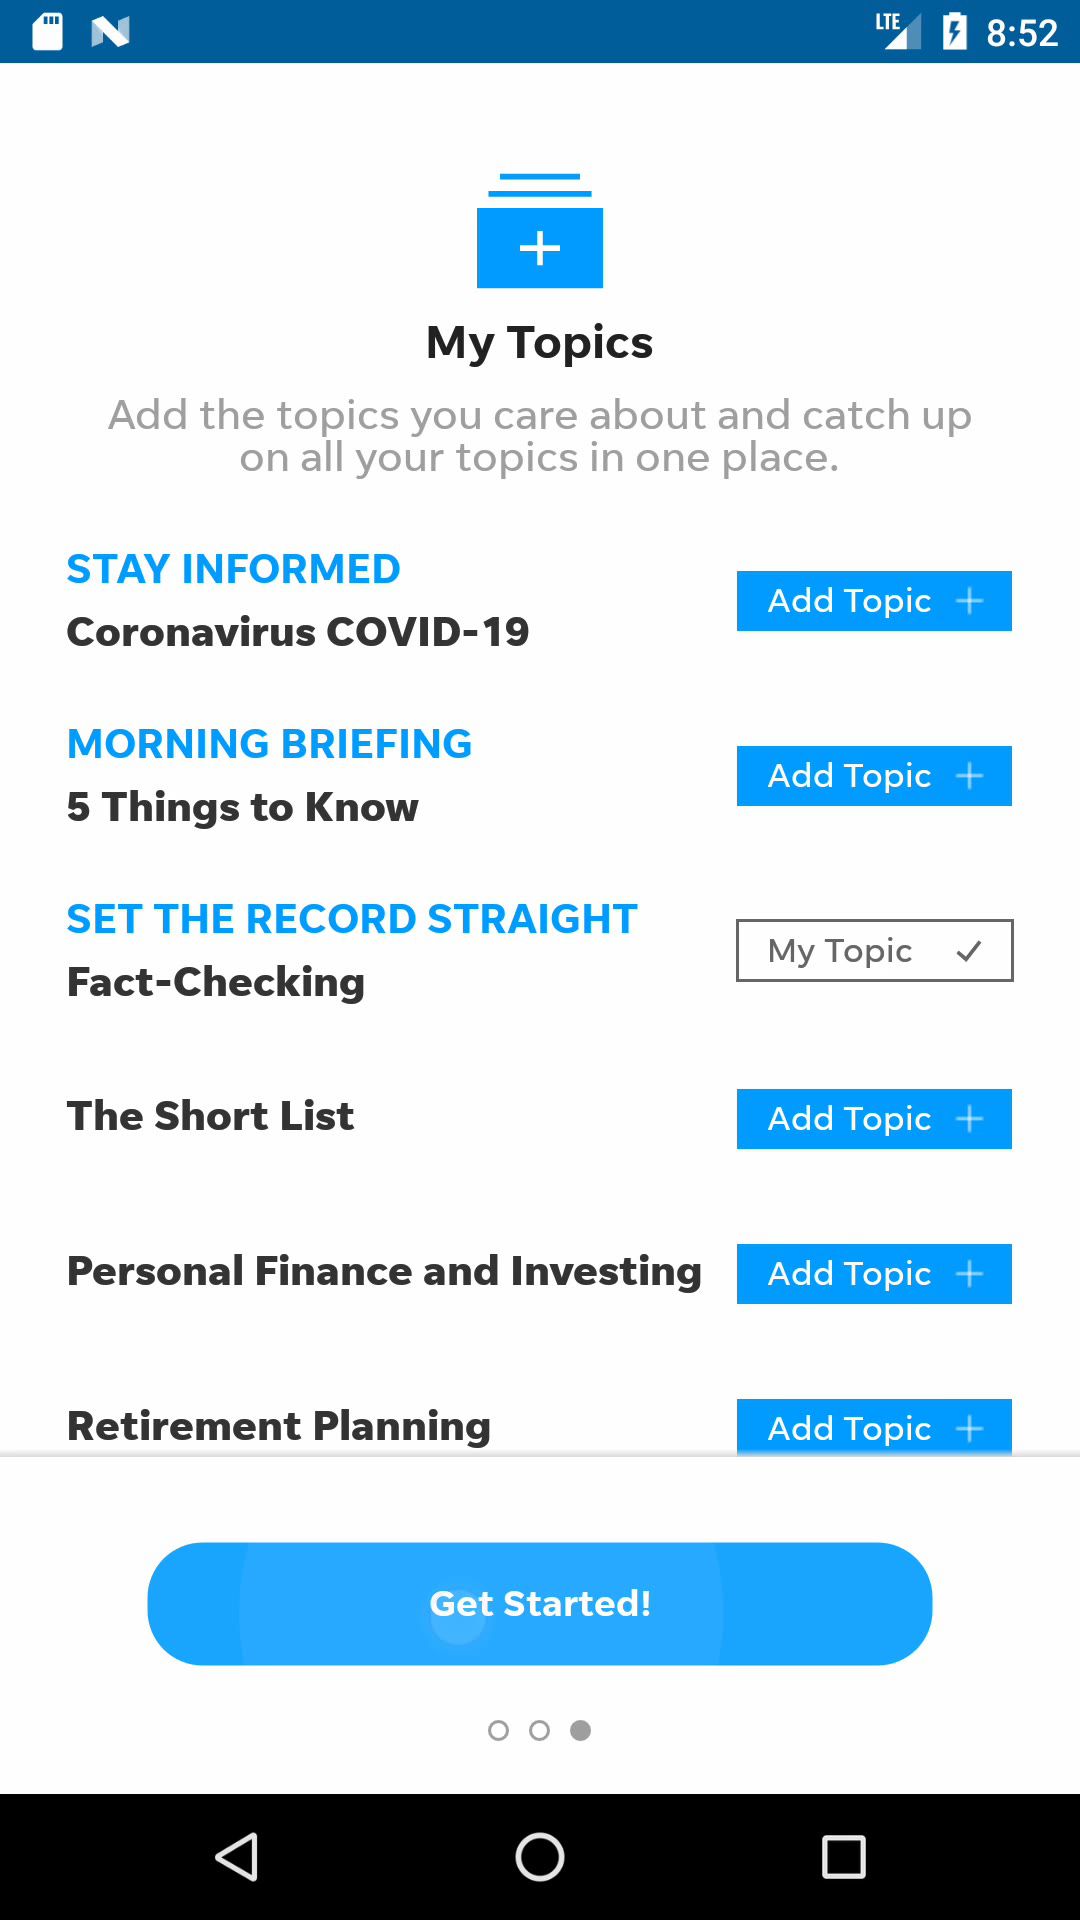 LTE 8:52
My Topics
Add the topics you care about and catch up
on all your topics in one place.
STAY INFORMED
Coronavirus COVID-19
Add Topic
MORNING BRIEFING
5 Things to Know
Add Topic
SET THE RECORD STRAIGHT
Fact-Checking
My Topic
The Short List
Add Topic
Personal Finance and Investing
Add Topic
Retirement Planning
Add Topic
Get Started!